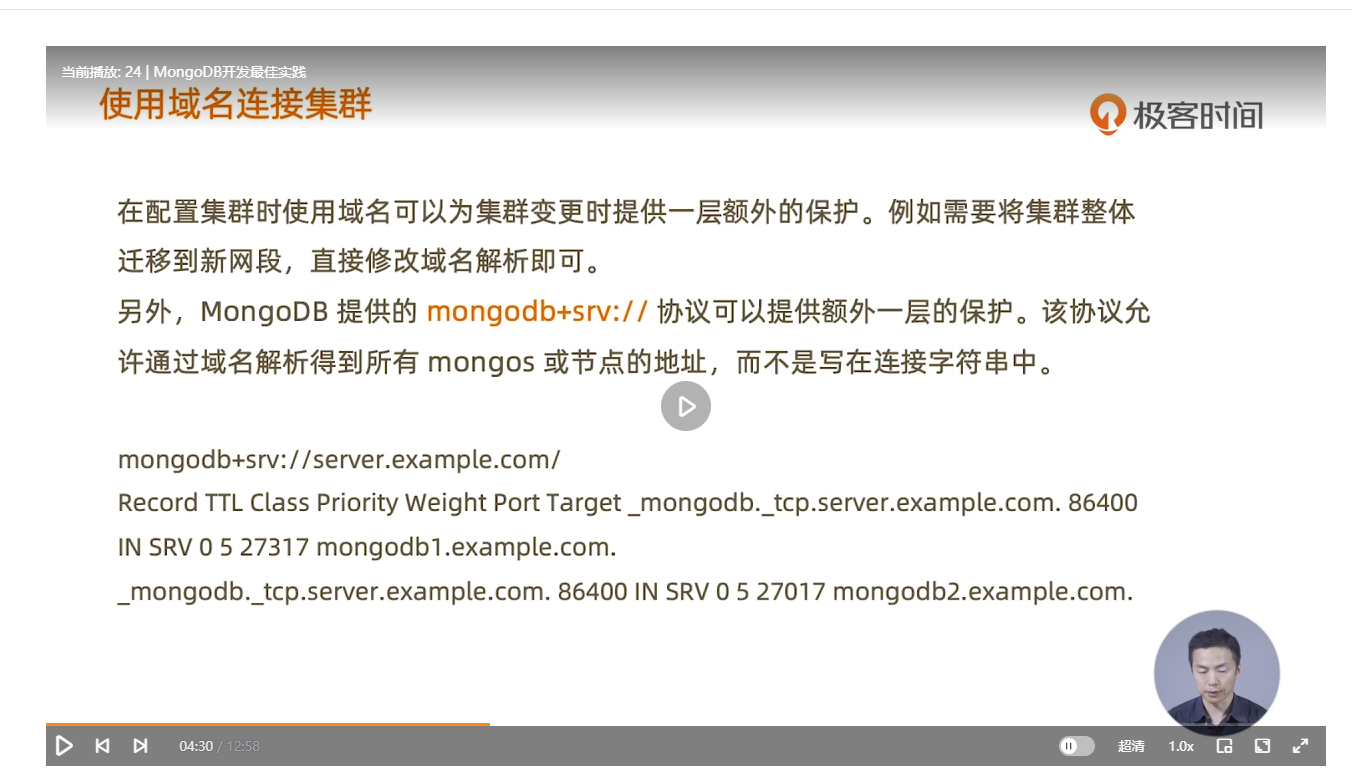 当前播放: 24 | MongoDB开发最佳实践
使用域名连接集群
极客时间
在配置集群时使用域名可以为集群变更时提供一层额外的保护。例如需要将集群整体
迁移到新网段，直接修改域名解析即可。
另外，MongoDB 提供的 mongodb+srv:// 协议可以提供额外一层的保护。该协议允
许通过域名解析得到所有 mongos 或节点的地址，而不是写在连接字符串中。
mongodb+srv://server.example.com/
Record TTL Class Priority Weight Port Target _mongodb._tcp.server.example.com. 86400
IN SRV 0 5 27317 mongodb1.example.com.
_mongodb._tcp.server.example.com. 86400 IN SRV 0 5 27017 mongodb2.example.com.
04:30 / 12:58 超清 1.0x